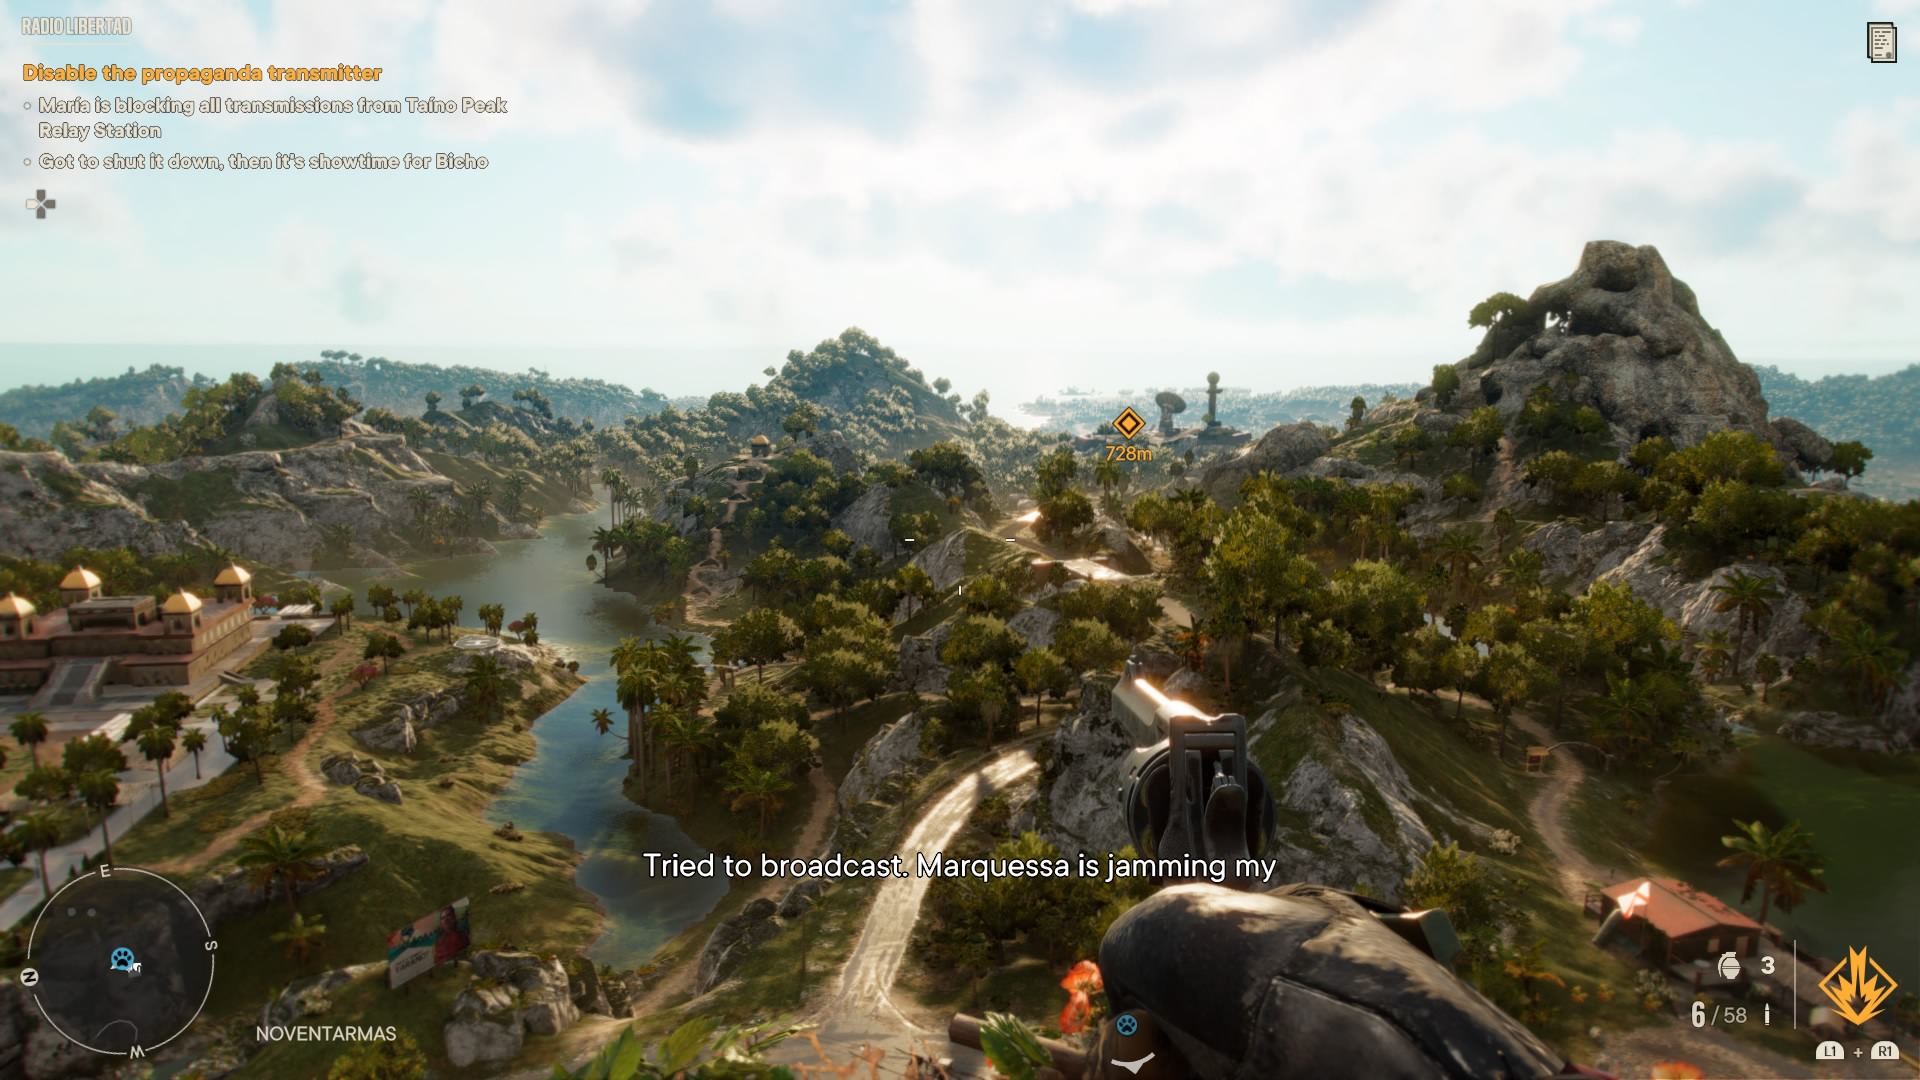 RADIO LIBERTAD
Disable the propaganda transmitter
María is blocking all transmissions from Taíno Peak
Relay Station
Got to shut it down, then it's showtime for Bicho
728m
Tried to broadcast. Marquessa is jamming my
E
S
N
W
NOVENTARMAS
3
6/58
L1 + R1